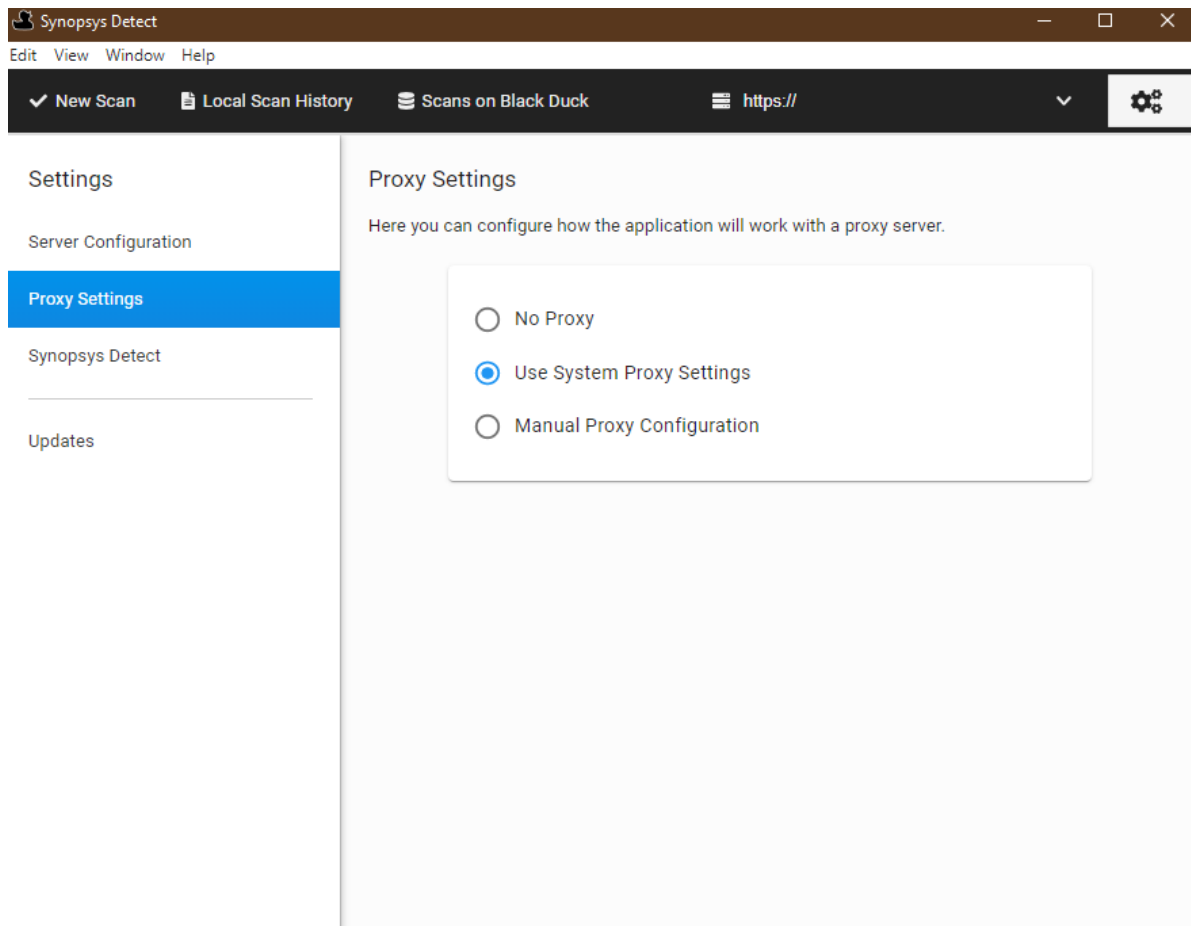 Synopsys Detect
Edit View Window Help
New Scan Local Scan History Scans on Black Duck https://
Settings
Server Configuration
Proxy Settings
Synopsys Detect
Updates
Proxy Settings
Here you can configure how the application will work with a proxy server.
No Proxy
Use System Proxy Settings
Manual Proxy Configuration